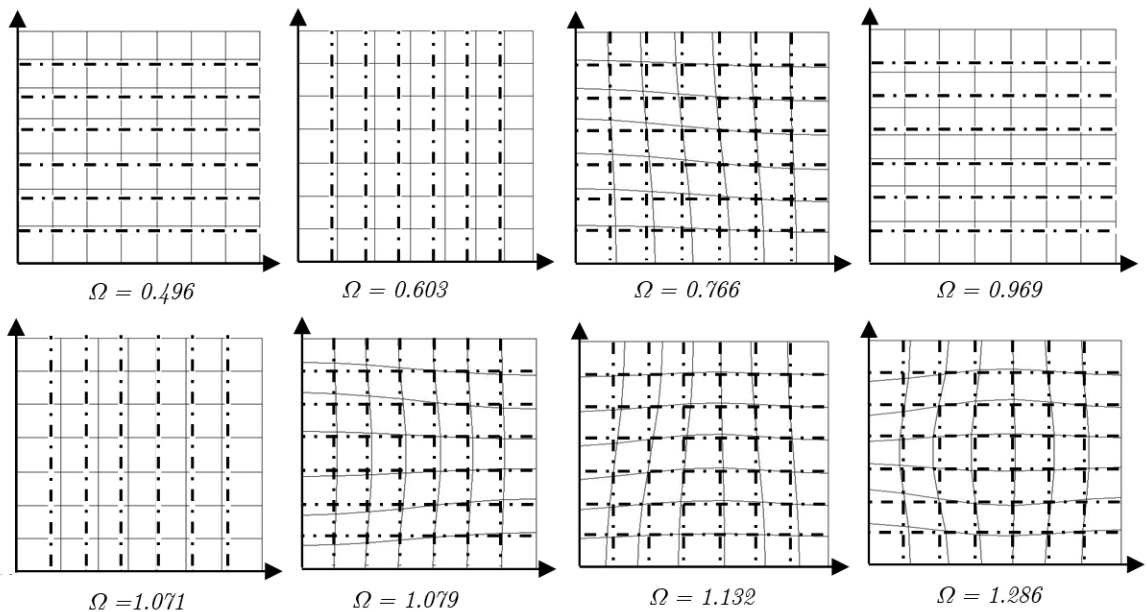 Ω = 0.496
Ω = 0.603
Ω = 0.766
Ω = 0.969
Ω =1.071
Ω = 1.079
Ω = 1.132
Ω = 1.286